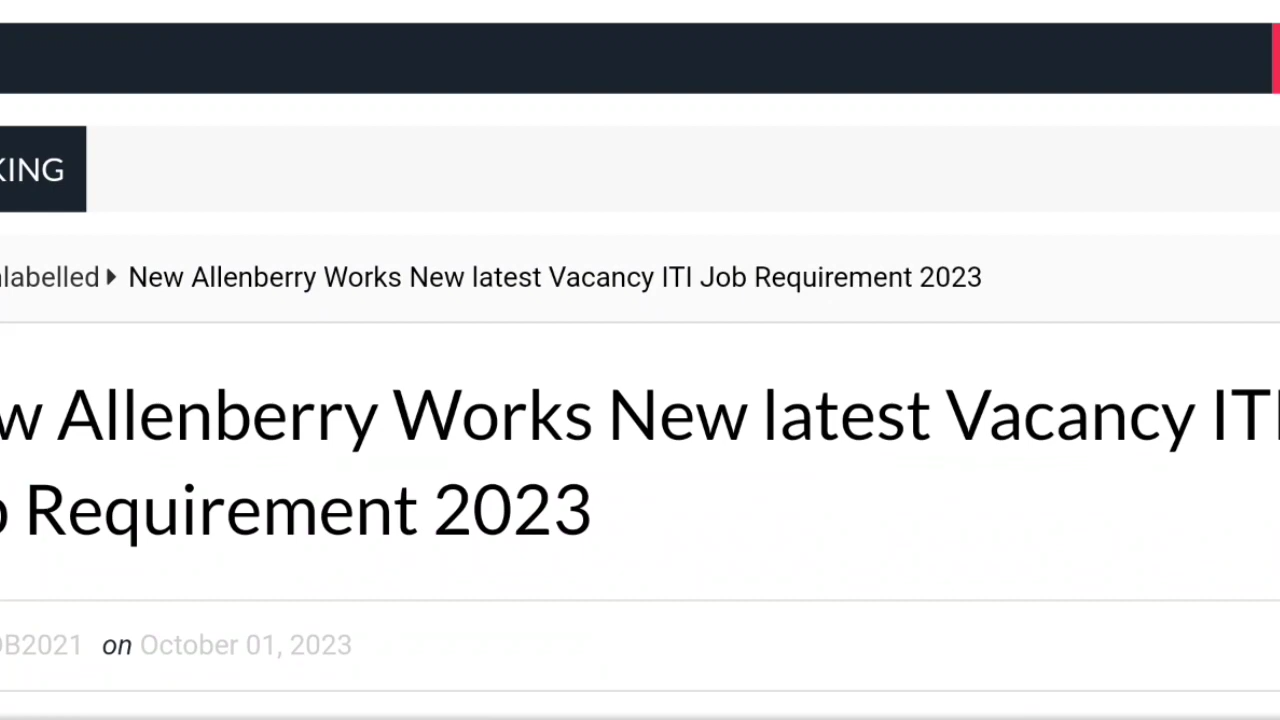 KING
labelled New Allenberry Works New latest Vacancy ITI Job Requirement 2023
w Allenberry Works New latest Vacancy ITI
Requirement 2023
B2021 on October 01, 2023